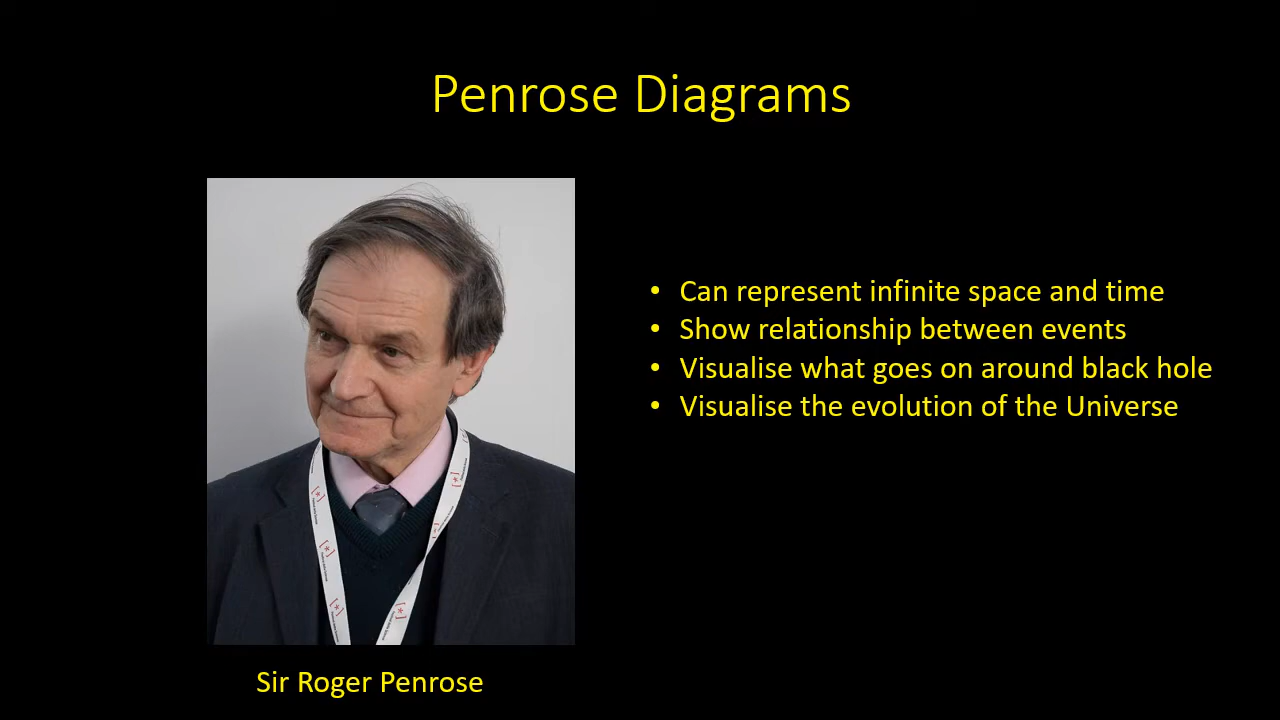 Penrose Diagrams
• Can represent infinite space and time
• Show relationship between events
• Visualise what goes on around black hole
• Visualise the evolution of the Universe
Sir Roger Penrose